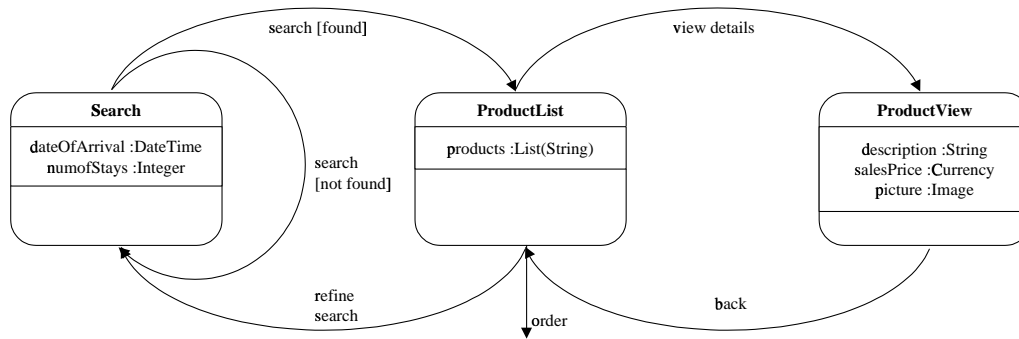 search [found]
view details
Search
dateOfArrival :DateTime
numofStays :Integer
search
[not found]
ProductList
products :List(String)
ProductView
description :String
salesPrice :Currency
picture :Image
refine
search
order
back